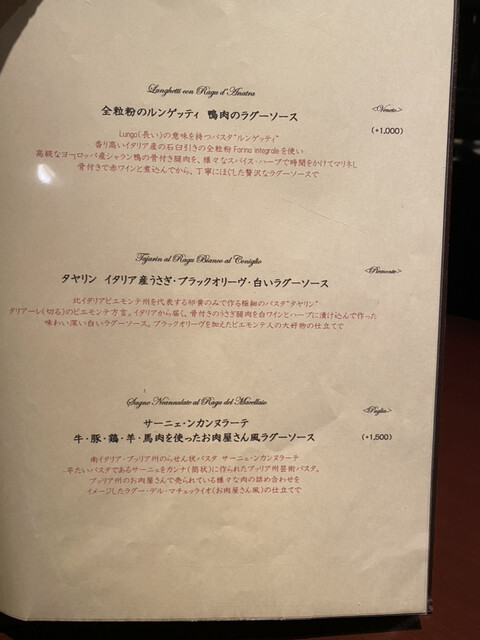 Lunghetti con Ragu d'Anatra
<Veneto>
全粒粉のルンゲッティ 鴨肉のラグーソース
(+1,000)
Lungo(長い)の意味を持つパスタ"ルンゲッティ"
香り高いイタリア産の石臼引きの全粒粉 Farina integraleを使い
高級なヨーロッパ産シャラン鴨の骨付き腿肉を、様々なスパイス・ハーブで時間をかけてマリネし
骨付きで赤ワインと煮込んでから、丁寧にほぐした贅沢なラグーソースで
Tajarin al Ragu Bianco al Coniglio
<Piemonte>
タヤリン イタリア産うさぎ・ブラックオリーヴ・白いラグーソース
北イタリアピエモンテ州を代表する卵黄のみで作る極細のパスタ"タヤリン"
タリアーレ(切る)のピエモンテ方言。イタリアから届く、骨付きのうさぎ腿肉を白ワインとハーブに漬け込んで作った
味わい深い白いラグーソース。ブラックオリーヴを加えたピエモンテ人の大好物の仕立てで
Sagne Ncannulate al Ragu del Macellaio
<Puglia>
サーニェ・ンカンヌラーテ
牛・豚・鶏・羊・馬肉を使ったお肉屋さん風ラグーソース
(+1,500)
南イタリア・プッリア州のらせん状パスタ サーニェ・ンカンヌラーテ
平たいパスタであるサーニェをカンナ(筒状)に作られたプッリア州芸術パスタ。
プッリア州のお肉屋さんで売られている様々な肉の詰め合わせを
イメージしたラグー・デル・マチェッライオ(お肉屋さん風)の仕立てで